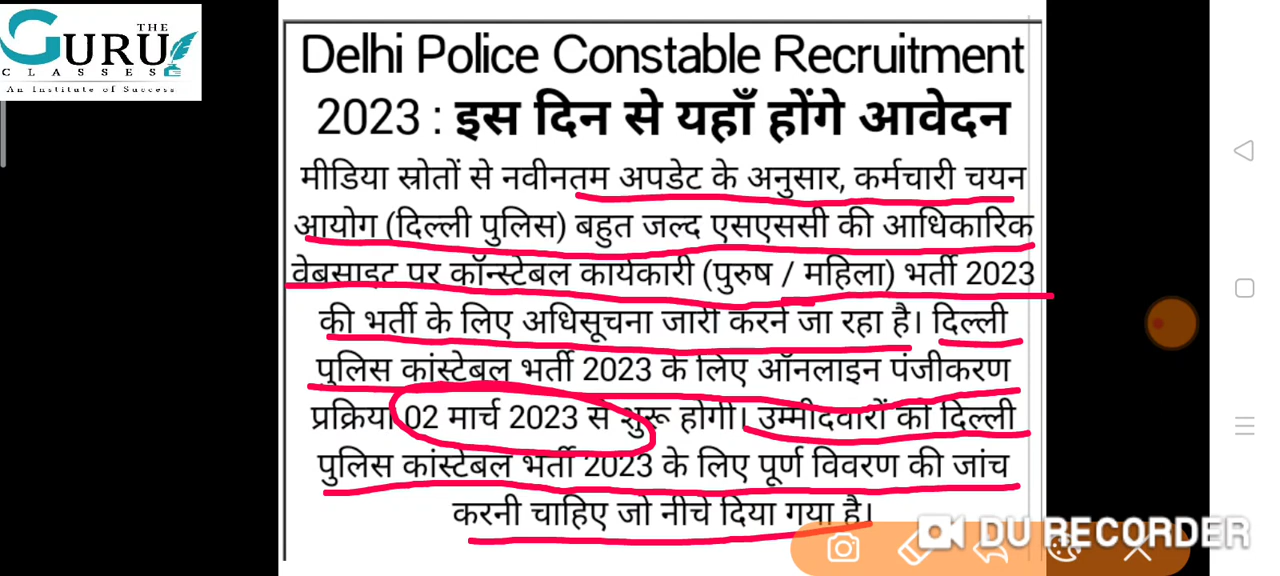 THE
GURU
CLASSES
An Institute of Success
Delhi Police Constable Recruitment
2023 : इस दिन से यहाँ होंगे आवेदन
मीडिया स्रोतों से नवीनतम अपडेट के अनुसार, कर्मचारी चयन
आयोग (दिल्ली पुलिस) बहुत जल्द एसएससी की आधिकारिक
वेबसाइट पर कॉन्स्टेबल कार्यकारी (पुरुष / महिला) भर्ती 2023
की भर्ती के लिए अधिसूचना जारी करने जा रहा है। दिल्ली
पुलिस कांस्टेबल भर्ती 2023 के लिए ऑनलाइन पंजीकरण
प्रक्रिया 02 मार्च 2023 से शुरू होगी। उम्मीदवारों को दिल्ली
पुलिस कांस्टेबल भर्ती 2023 के लिए पूर्ण विवरण की जांच
करनी चाहिए जो नीचे दिया गया है।
DU RECORDER